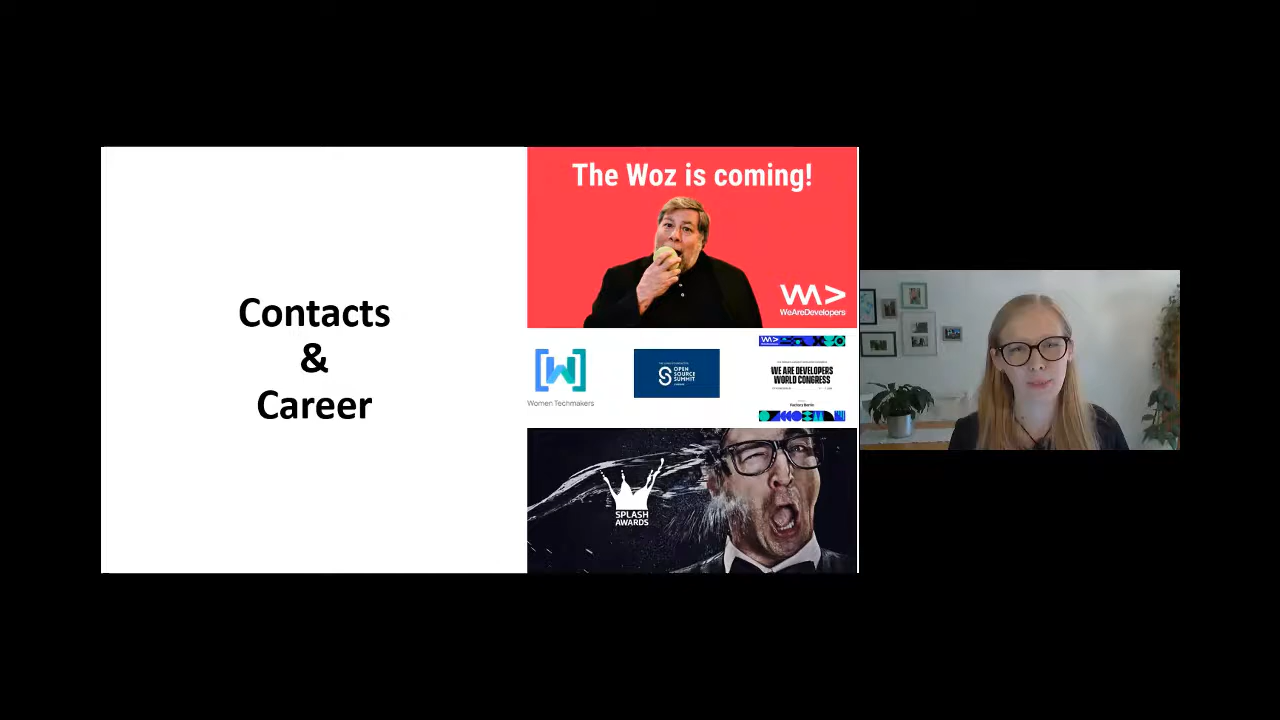 Contacts
&
Career
The Woz is coming!
WeAreDevelopers
Women Techmakers
OPEN
SOURCE
SUMMIT
WE ARE DEVELOPERS
WORLD CONGRESS
SPLASH
AWARDS